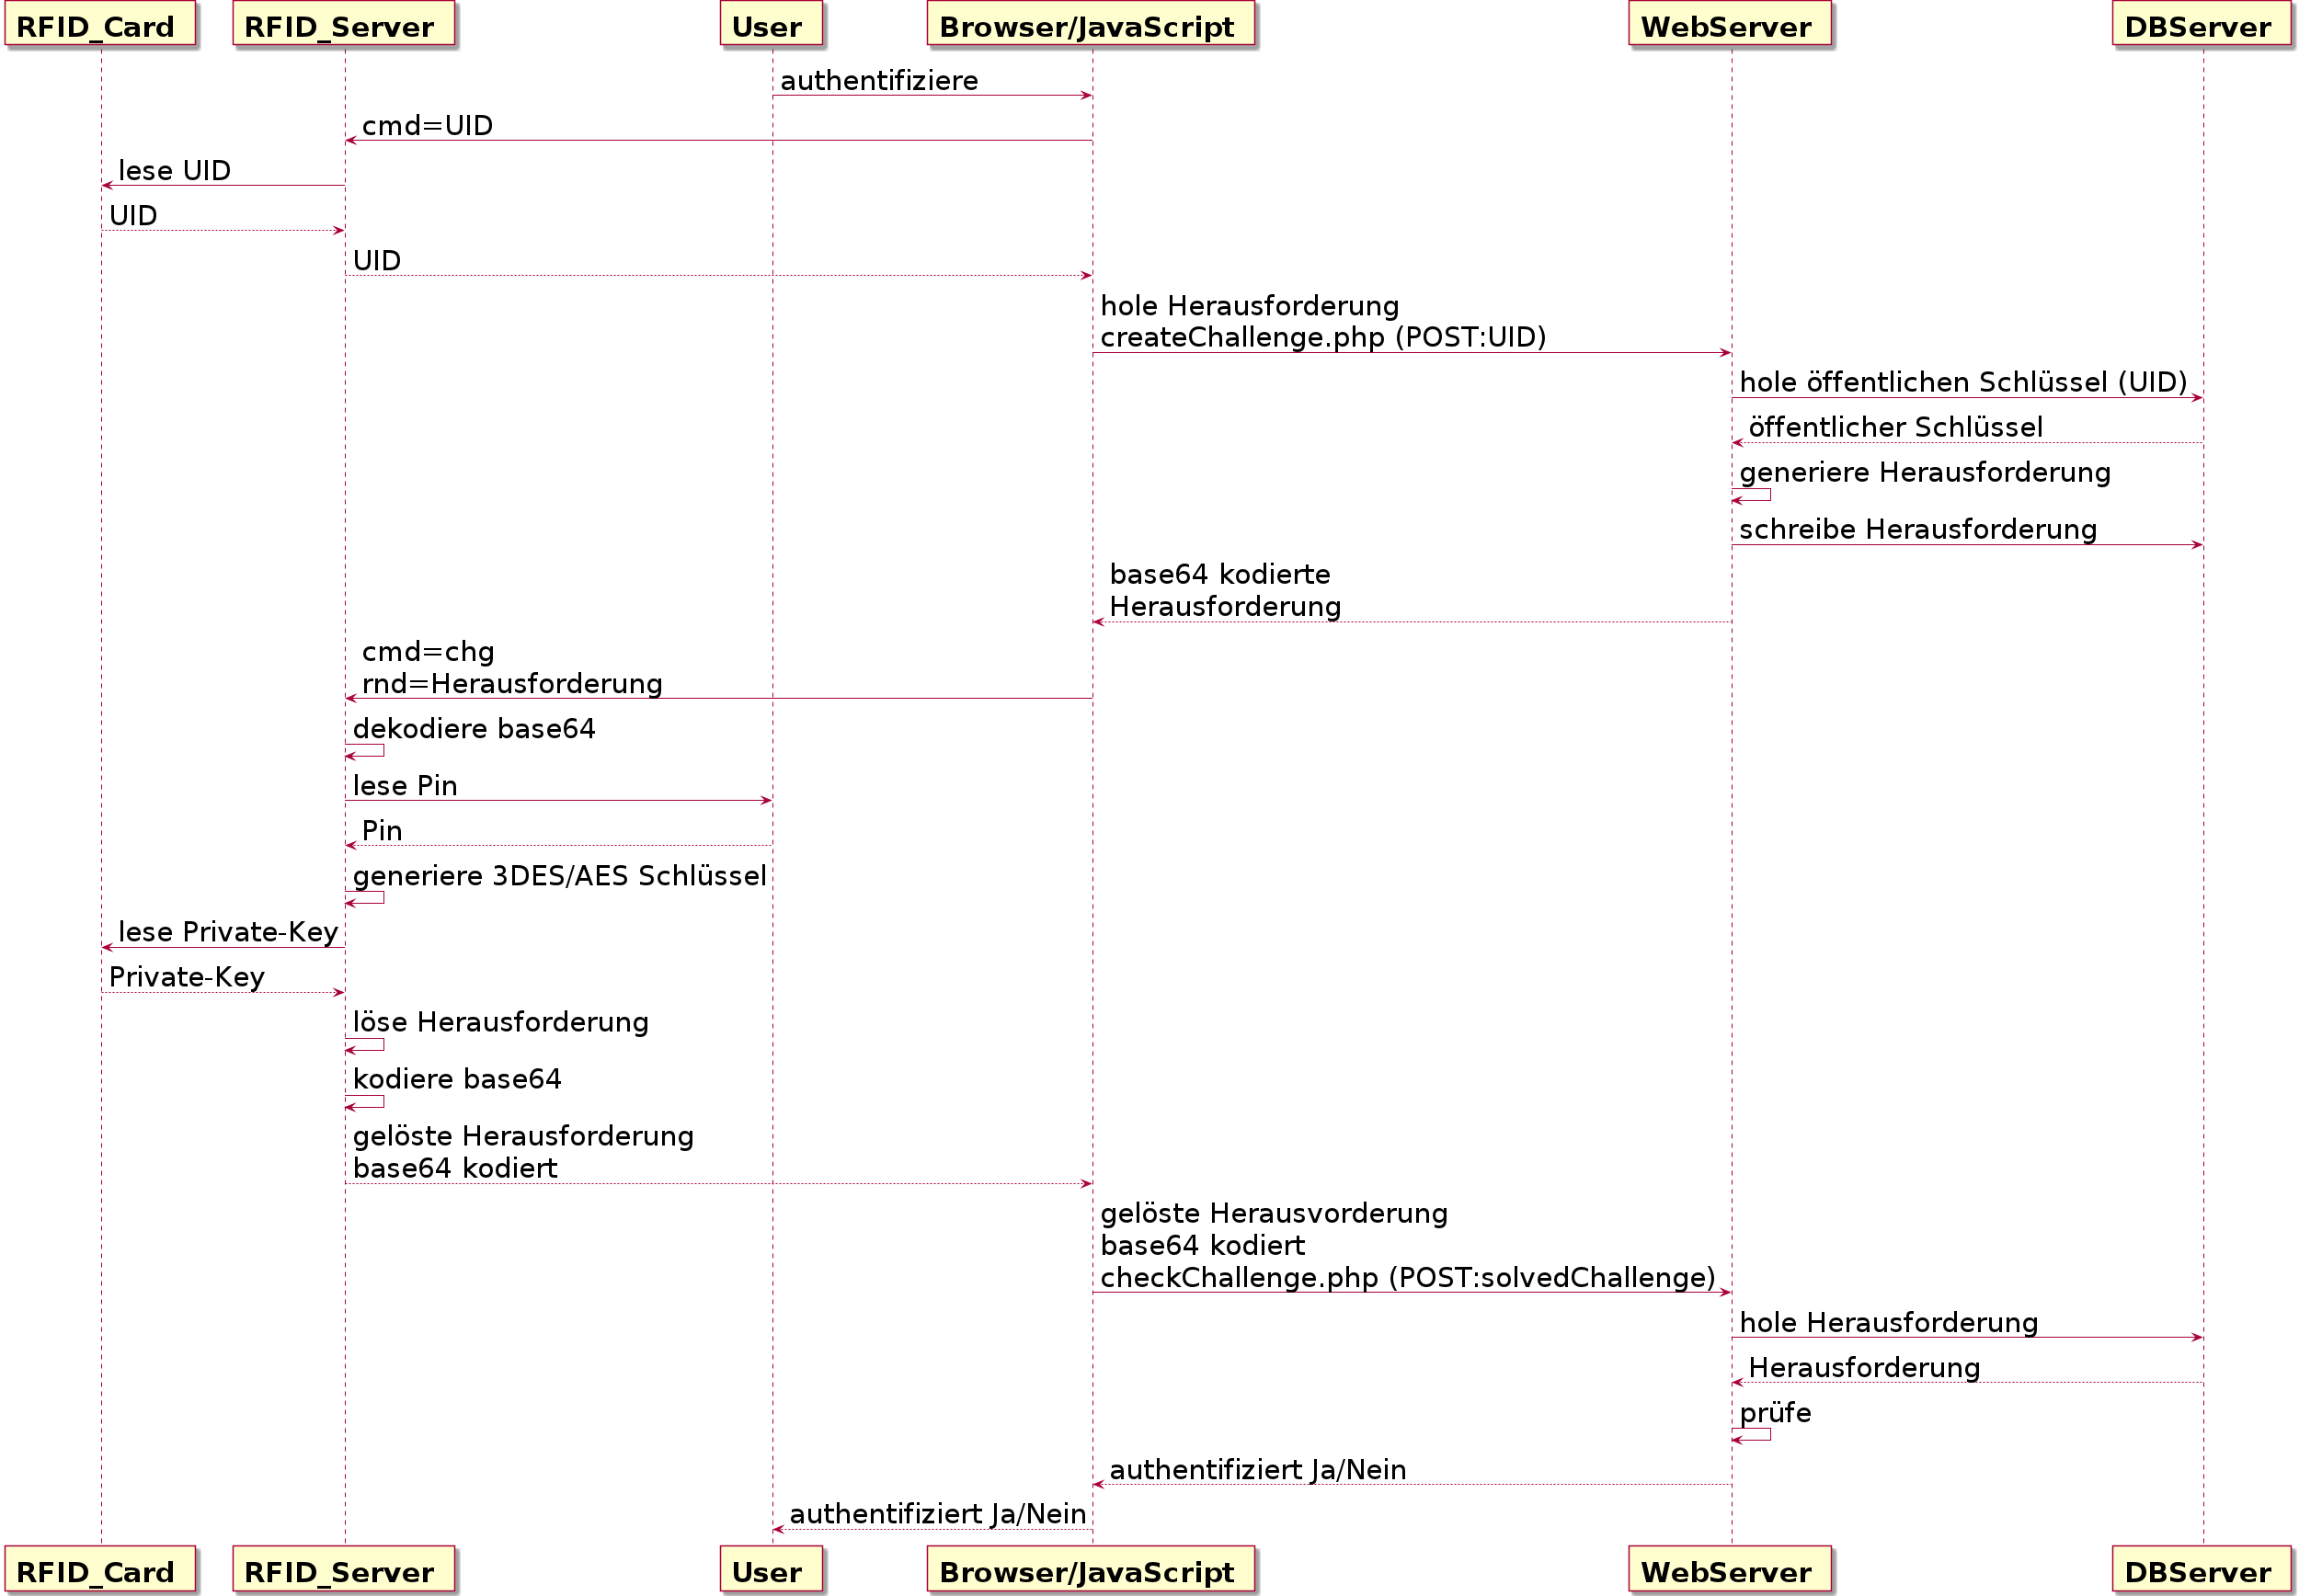 RFID_Card RFID_Server User Browser/JavaScript WebServer DBServer
authentifiziere
cmd=UID
lese UID
UID
UID
hole Herausforderung
createChallenge.php (POST:UID)
hole öffentlichen Schlüssel (UID)
öffentlicher Schlüssel
generiere Herausforderung
schreibe Herausforderung
base64 kodierte
Herausforderung
cmd=chg
rnd=Herausforderung
dekodiere base64
lese Pin
Pin
generiere 3DES/AES Schlüssel
lese Private-Key
Private-Key
löse Herausforderung
kodiere base64
gelöste Herausforderung
base64 kodiert
gelöste Herausvorderung
base64 kodiert
checkChallenge.php (POST:solvedChallenge)
hole Herausforderung
Herausforderung
prüfe
authentifiziert Ja/Nein
authentifiziert Ja/Nein
RFID_Card RFID_Server User Browser/JavaScript WebServer DBServer